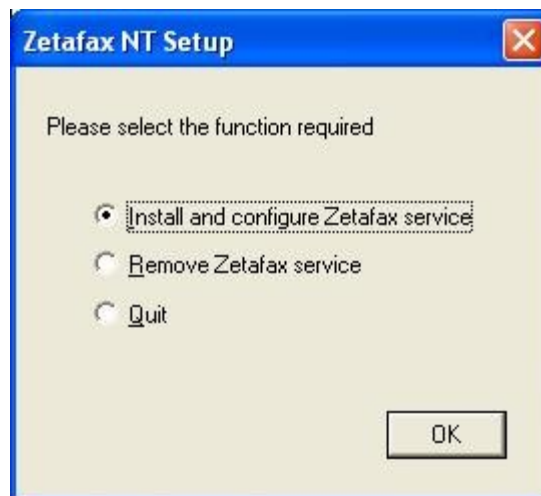 Zetafax NT Setup
Please select the function required
Install and configure Zetafax service
Remove Zetafax service
Quit
OK